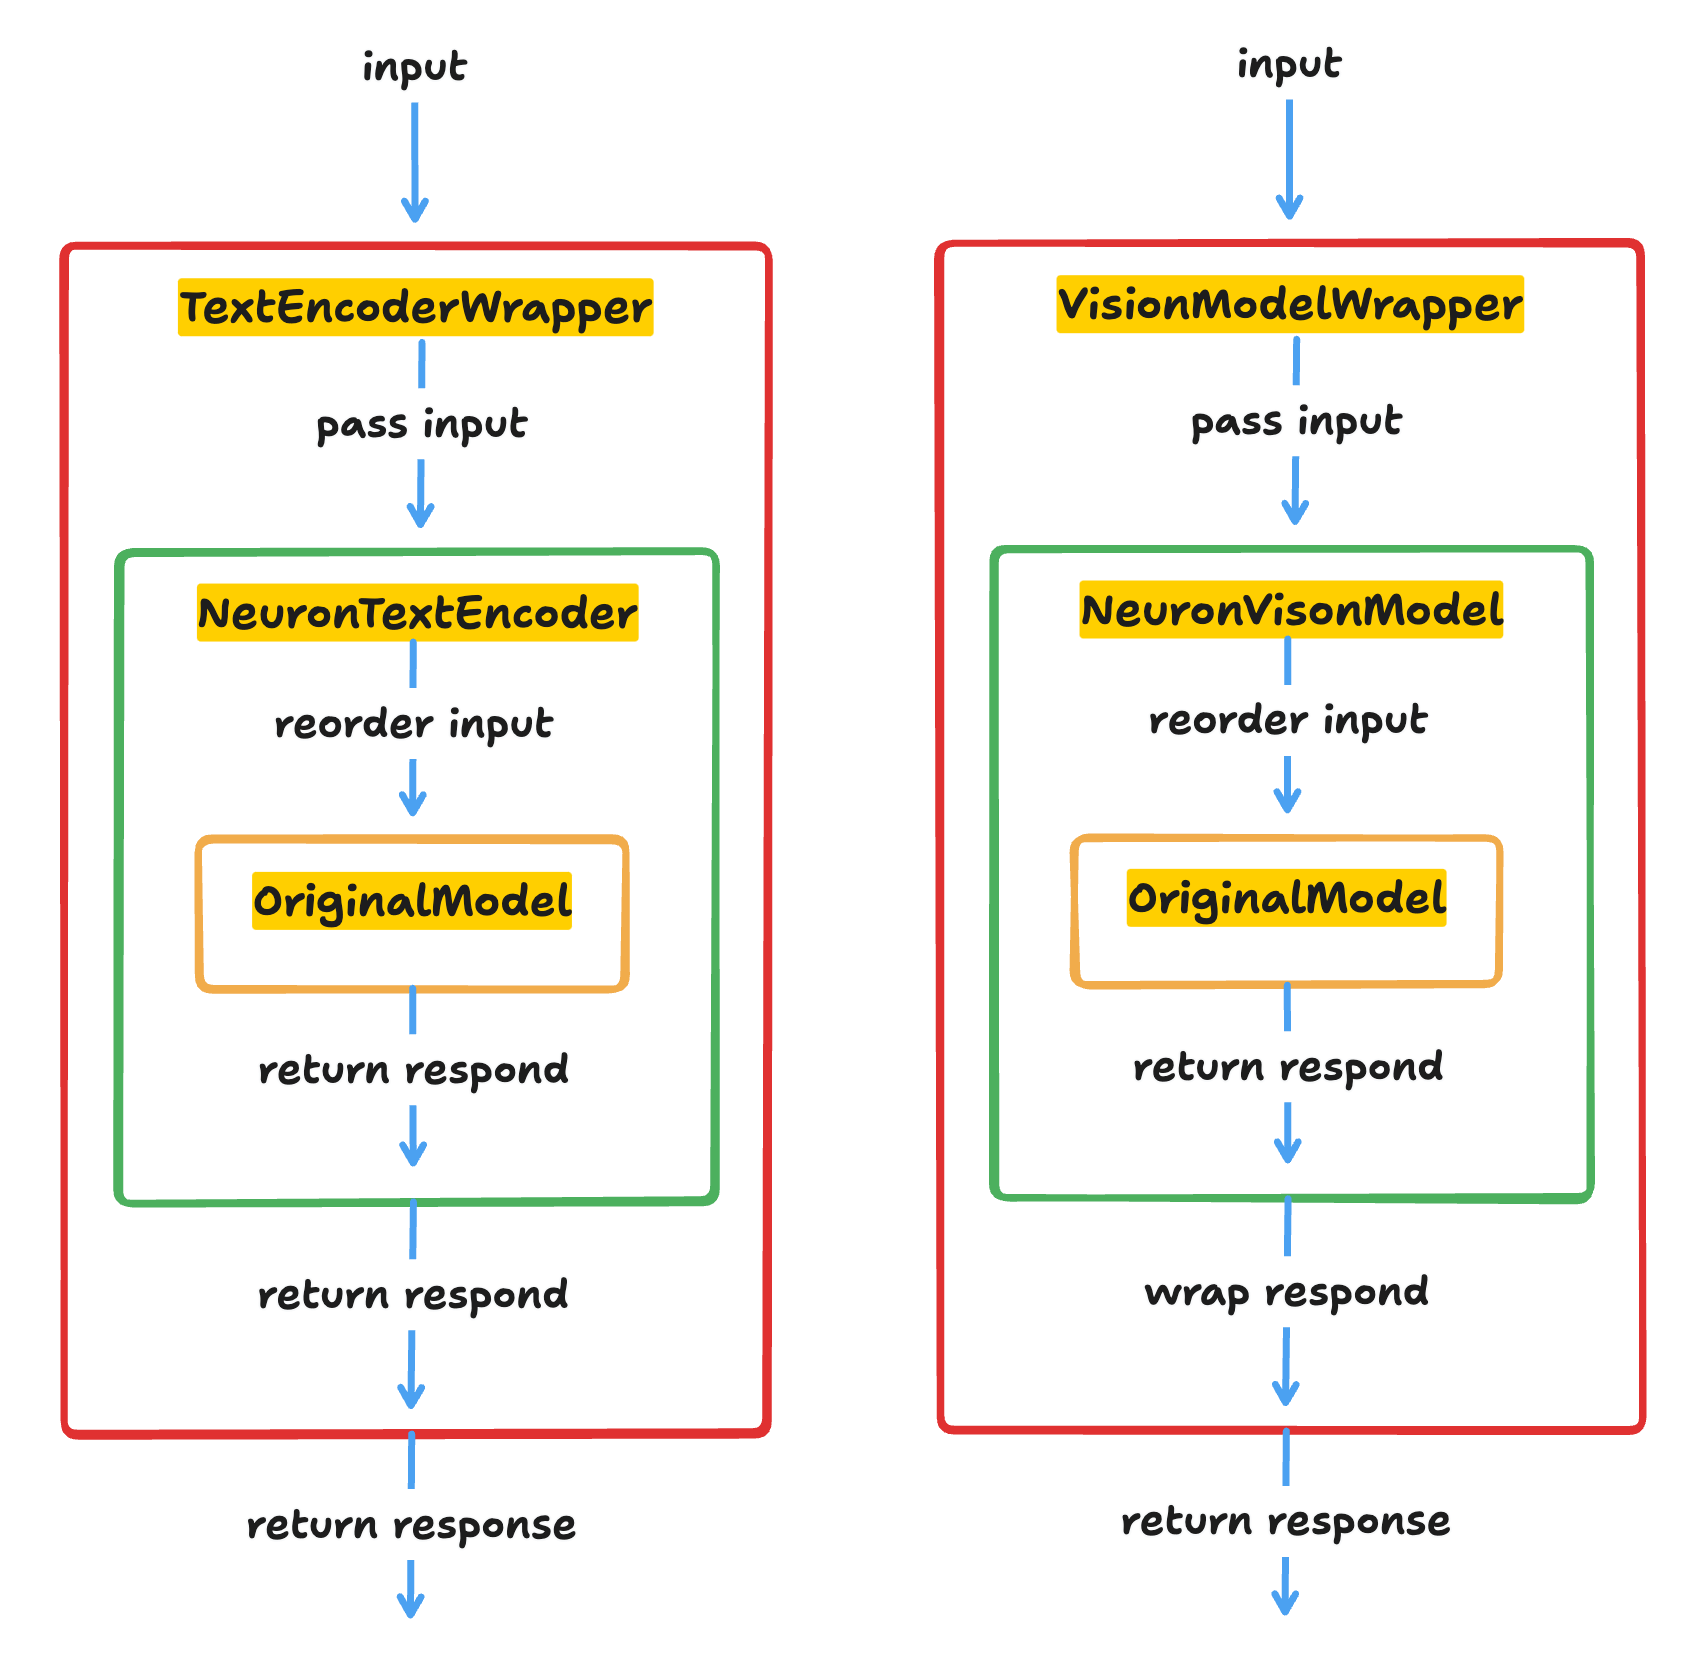 input
TextEncoderWrapper
pass input
NeuronTextEncoder
reorder input
OriginalModel
return respond
return respond
return response
input
VisionModelWrapper
pass input
NeuronVisonModel
reorder input
OriginalModel
return respond
wrap respond
return response